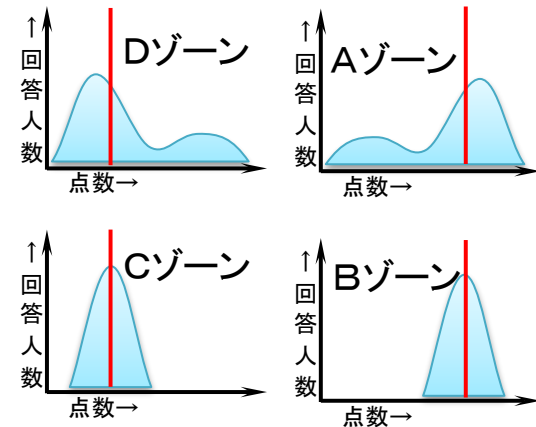 Dゾーン
↑回答人数
点数→
Aゾーン
↑回答人数
点数→
Cゾーン
↑回答人数
点数→
Bゾーン
↑回答人数
点数→